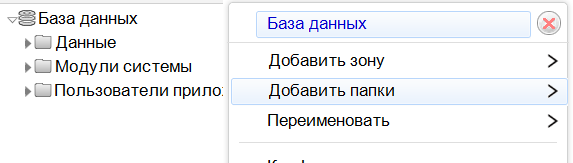 База данных
Данные
Модули системы
Пользователи прило
База данных
Добавить зону
Добавить папки
Переименовать